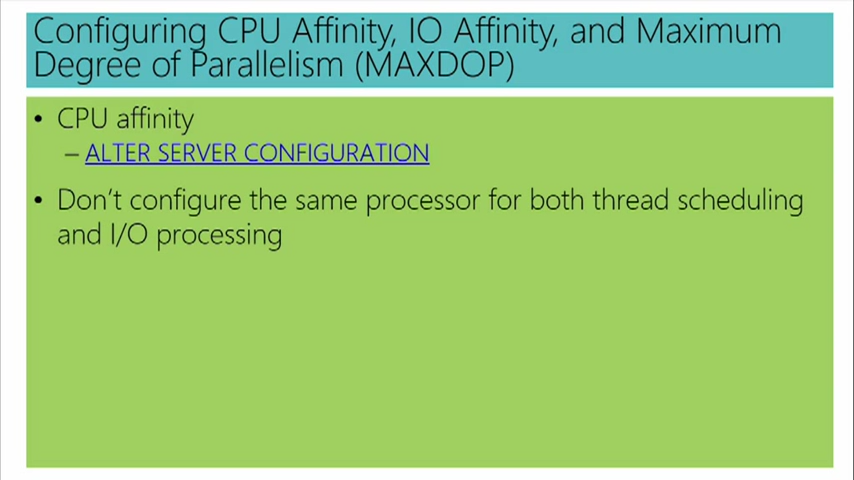 Configuring CPU Affinity, IO Affinity, and Maximum
Degree of Parallelism (MAXDOP)
• CPU affinity
– ALTER SERVER CONFIGURATION
• Don't configure the same processor for both thread scheduling
and I/O processing